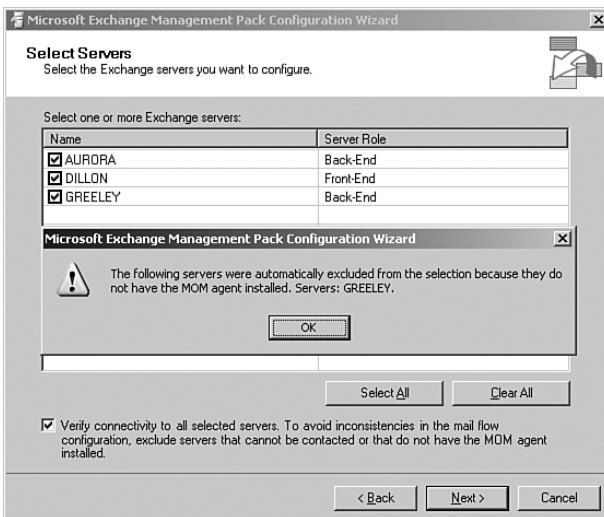 Microsoft Exchange Management Pack Configuration Wizard
Select Servers
Select the Exchange servers you want to configure.
Select one or more Exchange servers:
Name Server Role
AURORA Back-End
DILLON Front-End
GREELEY Back-End
Microsoft Exchange Management Pack Configuration Wizard
The following servers were automatically excluded from the selection because they do
not have the MOM agent installed. Servers: GREELEY.
OK
Select All Clear All
Verify connectivity to all selected servers. To avoid inconsistencies in the mail flow
configuration, exclude servers that cannot be contacted or that do not have the MOM agent
installed.
< Back Next > Cancel